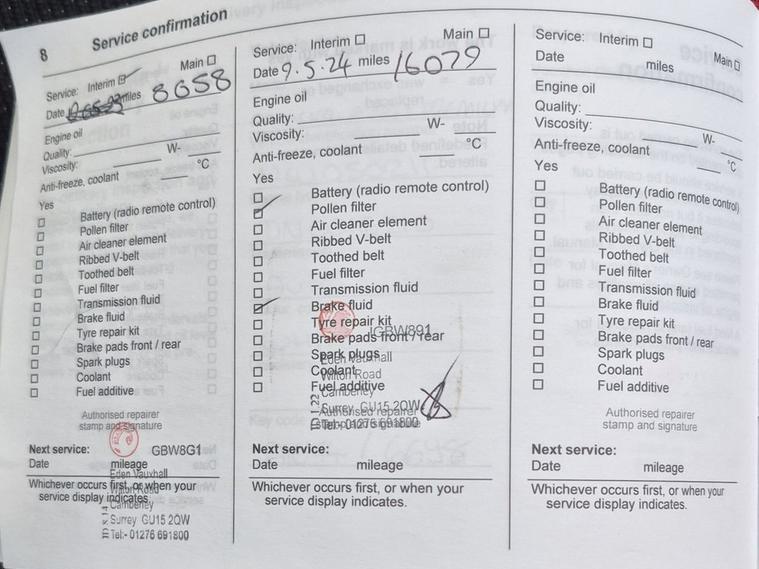 8 Service confirmation
Service: Interim Main
Date miles 8658
Engine oil
Quality:
Viscosity: W-
Anti-freeze, coolant °C
Yes
Battery (radio remote control)
Pollen filter
Air cleaner element
Ribbed V-belt
Toothed belt
Fuel filter
Transmission fluid
Brake fluid
Tyre repair kit
Brake pads front / rear
Spark plugs
Coolant
Fuel additive
Authorised repairer
stamp and signature
GBW8G1
Next service:
Date mileage
Eden Vauxhall
Whichever occurs first, or when your
Wilton Road
service display indicates.
Camberley
Surrey GU15 2QW
Tel:- 01276 691800
Service: Interim Main
Date 9.5.24 miles 16079
Engine oil
Quality:
Viscosity: W-
Anti-freeze, coolant °C
Yes
Battery (radio remote control)
Pollen filter
Air cleaner element
Ribbed V-belt
Toothed belt
Fuel filter
Transmission fluid
Brake fluid
Tyre repair kit
GBW891
Brake pads front / rear
Spark plugs
Eden Vauxhall
Coolant
Wilton Road
Fuel additive
Camberley
Surrey GU15 2QW
Authorised repairer
stamp and signature
Tel:- 01276 691800
Next service:
Date mileage
Whichever occurs first, or when your
service display indicates.
Service: Interim Main
Date miles
Engine oil
Quality:
Viscosity: W-
Anti-freeze, coolant °C
Yes
Battery (radio remote control)
Pollen filter
Air cleaner element
Ribbed V-belt
Toothed belt
Fuel filter
Transmission fluid
Brake fluid
Tyre repair kit
Brake pads front / rear
Spark plugs
Coolant
Fuel additive
Authorised repairer
stamp and signature
Next service:
Date mileage
Whichever occurs first, or when your
service display indicates.